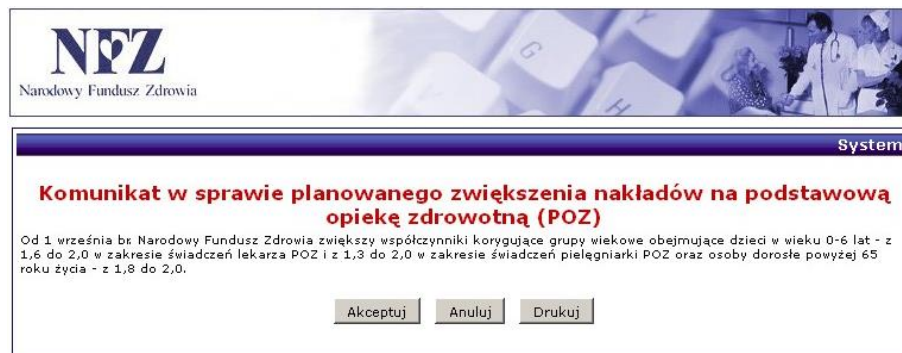 NFZ
Narodowy Fundusz Zdrowia
G
H
System
Komunikat w sprawie planowanego zwiększenia nakładów na podstawową
opiekę zdrowotną (POZ)
Od 1 września br. Narodowy Fundusz Zdrowia zwiększy współczynniki korygujące grupy wiekowe obejmujące dzieci w wieku 0-6 lat - z
1,6 do 2,0 w zakresie świadczeń lekarza POZ i z 1,3 do 2,0 w zakresie świadczeń pielęgniarki POZ oraz osoby dorosłe powyżej 65
roku życia - z 1,8 do 2,0.
Akceptuj Anuluj Drukuj